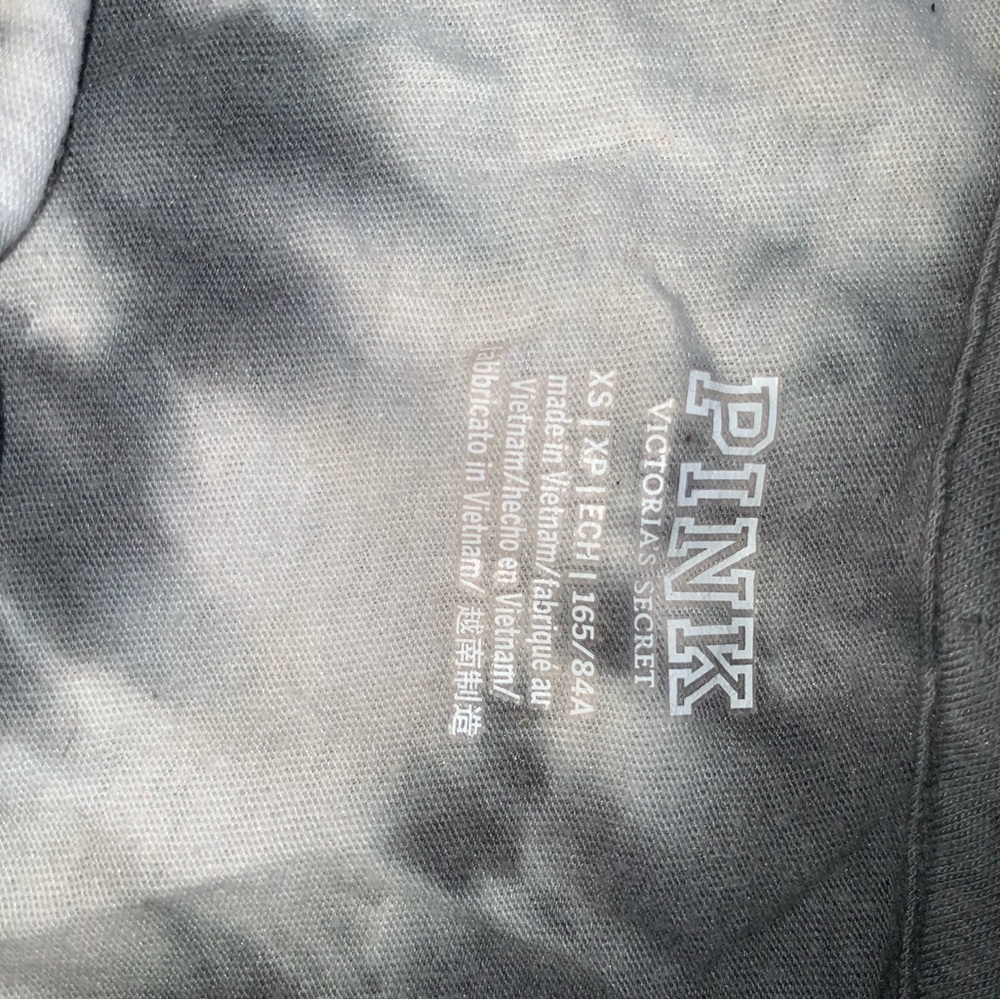 PINK
VICTORIA'S SECRET
XS | XP | ECH | 165/84A
made in Vietnam/fabriqué au
Vietnam/hecho en Vietnam/
fabbricato in Vietnam/ 越南制造